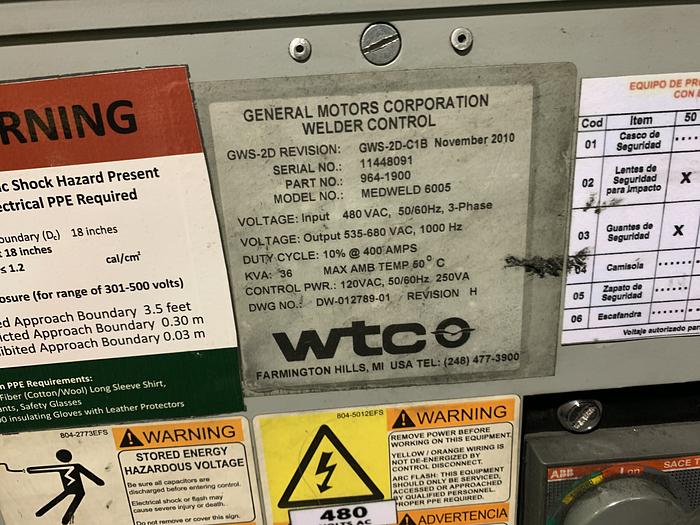 RNING
ic Shock Hazard Present
ectrical PPE Required
oundary (Dc) 18 inches
18 inches
≤ 1.2 cal/cm²
osure (for range of 301-500 volts)
ed Approach Boundary 3.5 feet
icted Approach Boundary 0.30 m
ibited Approach Boundary 0.03 m
n PPE Requirements:
Fiber (Cotton/Wool) Long Sleeve Shirt,
ants, Safety Glasses
00 insulating Gloves with Leather Protectors
GENERAL MOTORS CORPORATION
WELDER CONTROL
GWS-2D REVISION: GWS-2D-C1B November 2010
SERIAL NO.: 11448091
PART NO.: 964-1900
MODEL NO.: MEDWELD 6005
VOLTAGE: Input 480 VAC, 50/60Hz, 3-Phase
VOLTAGE: Output 535-680 VAC, 1000 Hz
DUTY CYCLE: 10% @ 400 AMPS
KVA: 36 MAX AMB TEMP 50° C
CONTROL PWR.: 120VAC, 50/60Hz 250VA
DWG NO.: DW-012789-01 REVISION H
wtc
FARMINGTON HILLS, MI USA TEL: (248) 477-3900
EQUIPO DE PR
CON E
Cod Item 50
01 Casco de
Seguridad
02 Lentes de
Seguridad
para Impacto X
03 Guantes de
Seguridad X
04 Camisola
05 Zapato de
Seguridad
06 Escafandra
Voltaje autorizado par
804-2773EFS
WARNING
STORED ENERGY
HAZARDOUS VOLTAGE
Be sure all capacitors are
discharged before entering control.
Electrical shock or flash may
cause severe injury or death.
Do not remove or cover this sign.
804-5012EFS
480
VOLTS AC
WARNING
REMOVE POWER BEFORE
WORKING ON THIS EQUIPMENT.
YELLOW / ORANGE WIRING IS
NOT DE-ENERGIZED BY
CONTROL DISCONNECT.
ARC FLASH: THIS EQUIPMENT
SHOULD ONLY BE SERVICED,
ACCESSED OR APPROACHED
BY QUALIFIED PERSONNEL.
PROPER PPE REQUIRED.
ADVERTENCIA
ABB
I on
SACE T